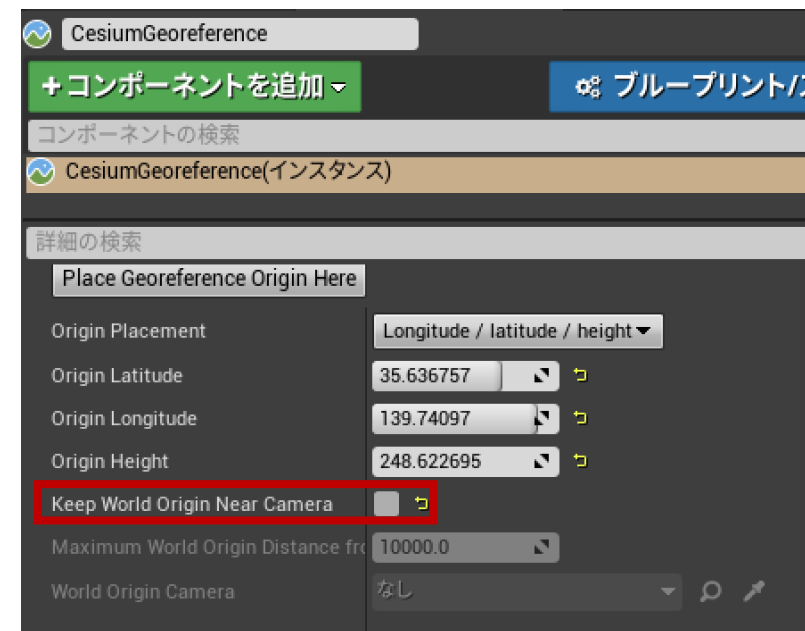 CesiumGeoreference
+コンポーネントを追加
ブループリント/ス
コンポーネントの検索
CesiumGeoreference(インスタンス)
詳細の検索
Place Georeference Origin Here
Origin Placement
Longitude / latitude / height
Origin Latitude
35.636757
Origin Longitude
139.74097
Origin Height
248.622695
Keep World Origin Near Camera
Maximum World Origin Distance fro
10000.0
World Origin Camera
なし